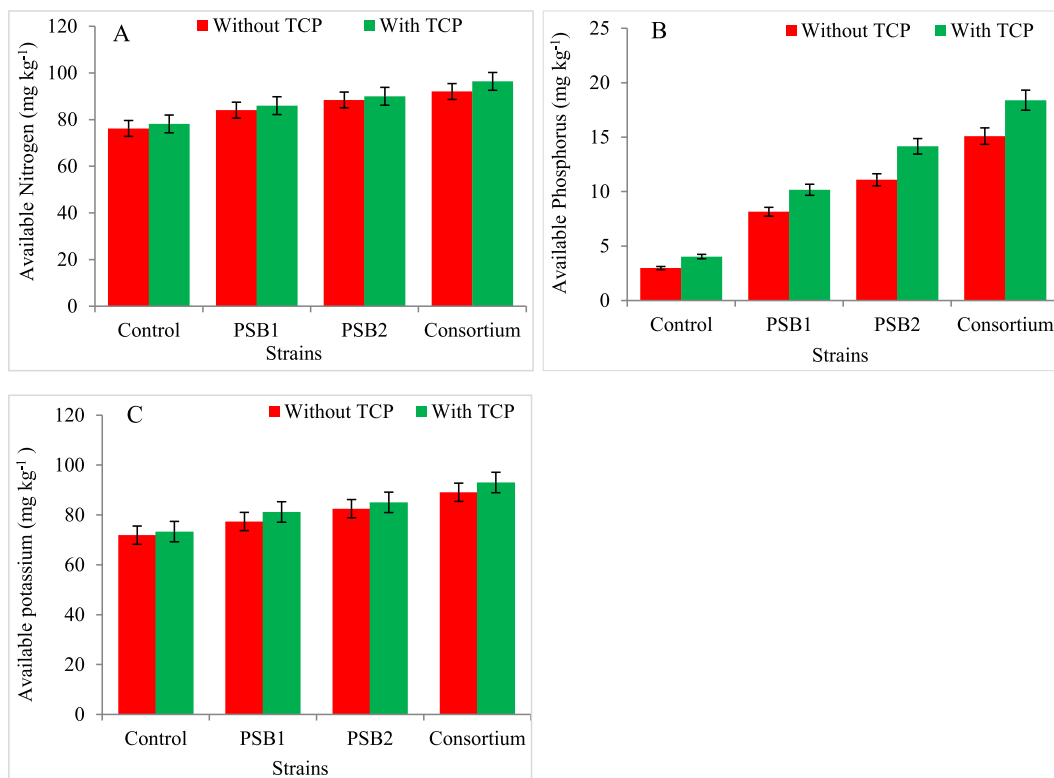 A
Without TCP With TCP
Available Nitrogen (mg kg-1)
120
100
80
60
40
20
0
Control PSB1 PSB2 Consortium
Strains
B
Without TCP With TCP
Available Phosphorus (mg kg-1)
25
20
15
10
5
0
Control PSB1 PSB2 Consortium
Strains
C
Without TCP With TCP
Available potassium (mg kg-1 )
120
100
80
60
40
20
0
Control PSB1 PSB2 Consortium
Strains